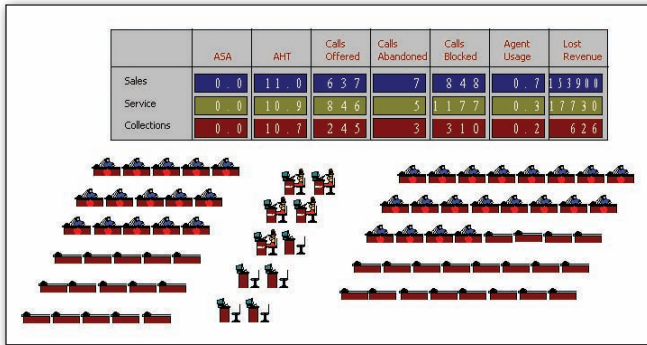 ASA AHT Calls Offered Calls Abandoned Calls Blocked Agent Usage Lost Revenue
Sales 0.0 11.0 637 7 848 0.7 153900
Service 0.0 10.9 846 5 1177 0.3 17730
Collections 0.0 10.7 245 3 310 0.2 626